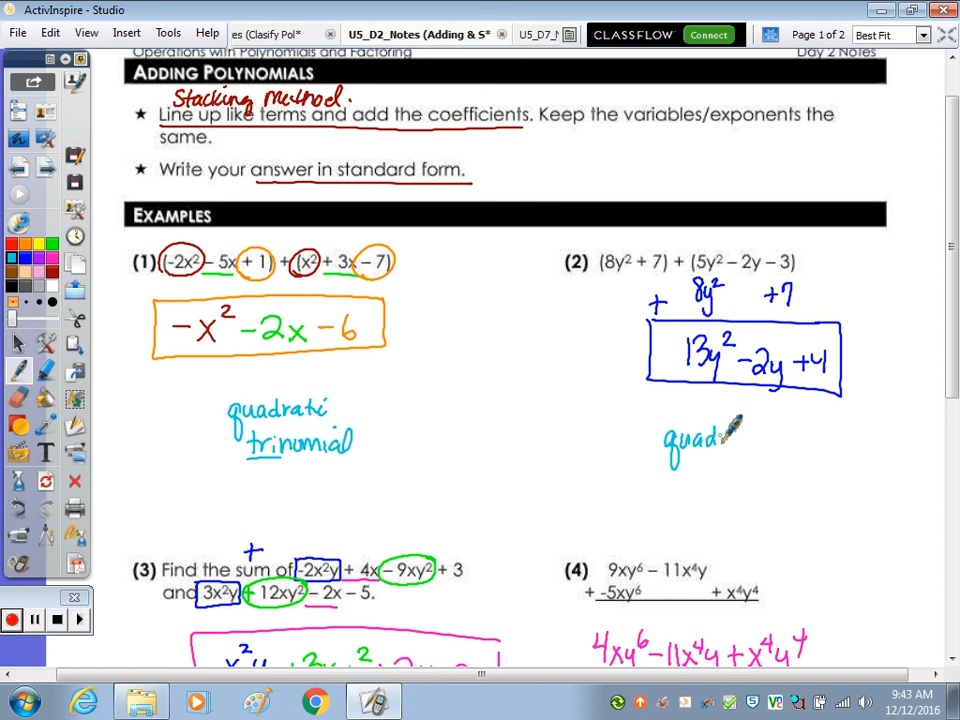 ActivInspire - Studio
File Edit View Insert Tools Help
es (Clasify Pol*
U5_D2_Notes (Adding & S*
U5_D7_
CLASSFLOW Connect
Page 1 of 2
Best Fit
Operations with Polynomials and Factoring
Day 2 Notes
ADDING POLYNOMIALS
Stacking Method.
★ Line up like terms and add the coefficients. Keep the variables/exponents the
same.
★ Write your answer in standard form.
EXAMPLES
(1) (-2x² – 5x + 1) + (x² + 3x – 7)
(2) (8y² + 7) + (5y² – 2y – 3)
+ 8y² +7
-x² -2x -6
13y² -2y +4
quadrati
trinomial
quad
+
(3) Find the sum of -2x²y + 4x – 9xy² + 3
and 3x²y + 12xy² – 2x – 5.
(4) 9xy⁶ – 11x⁴y
+ -5xy⁶ + x⁴y⁴
4xy⁶ -11x⁴y + x⁴y⁴
9:43 AM
12/12/2016